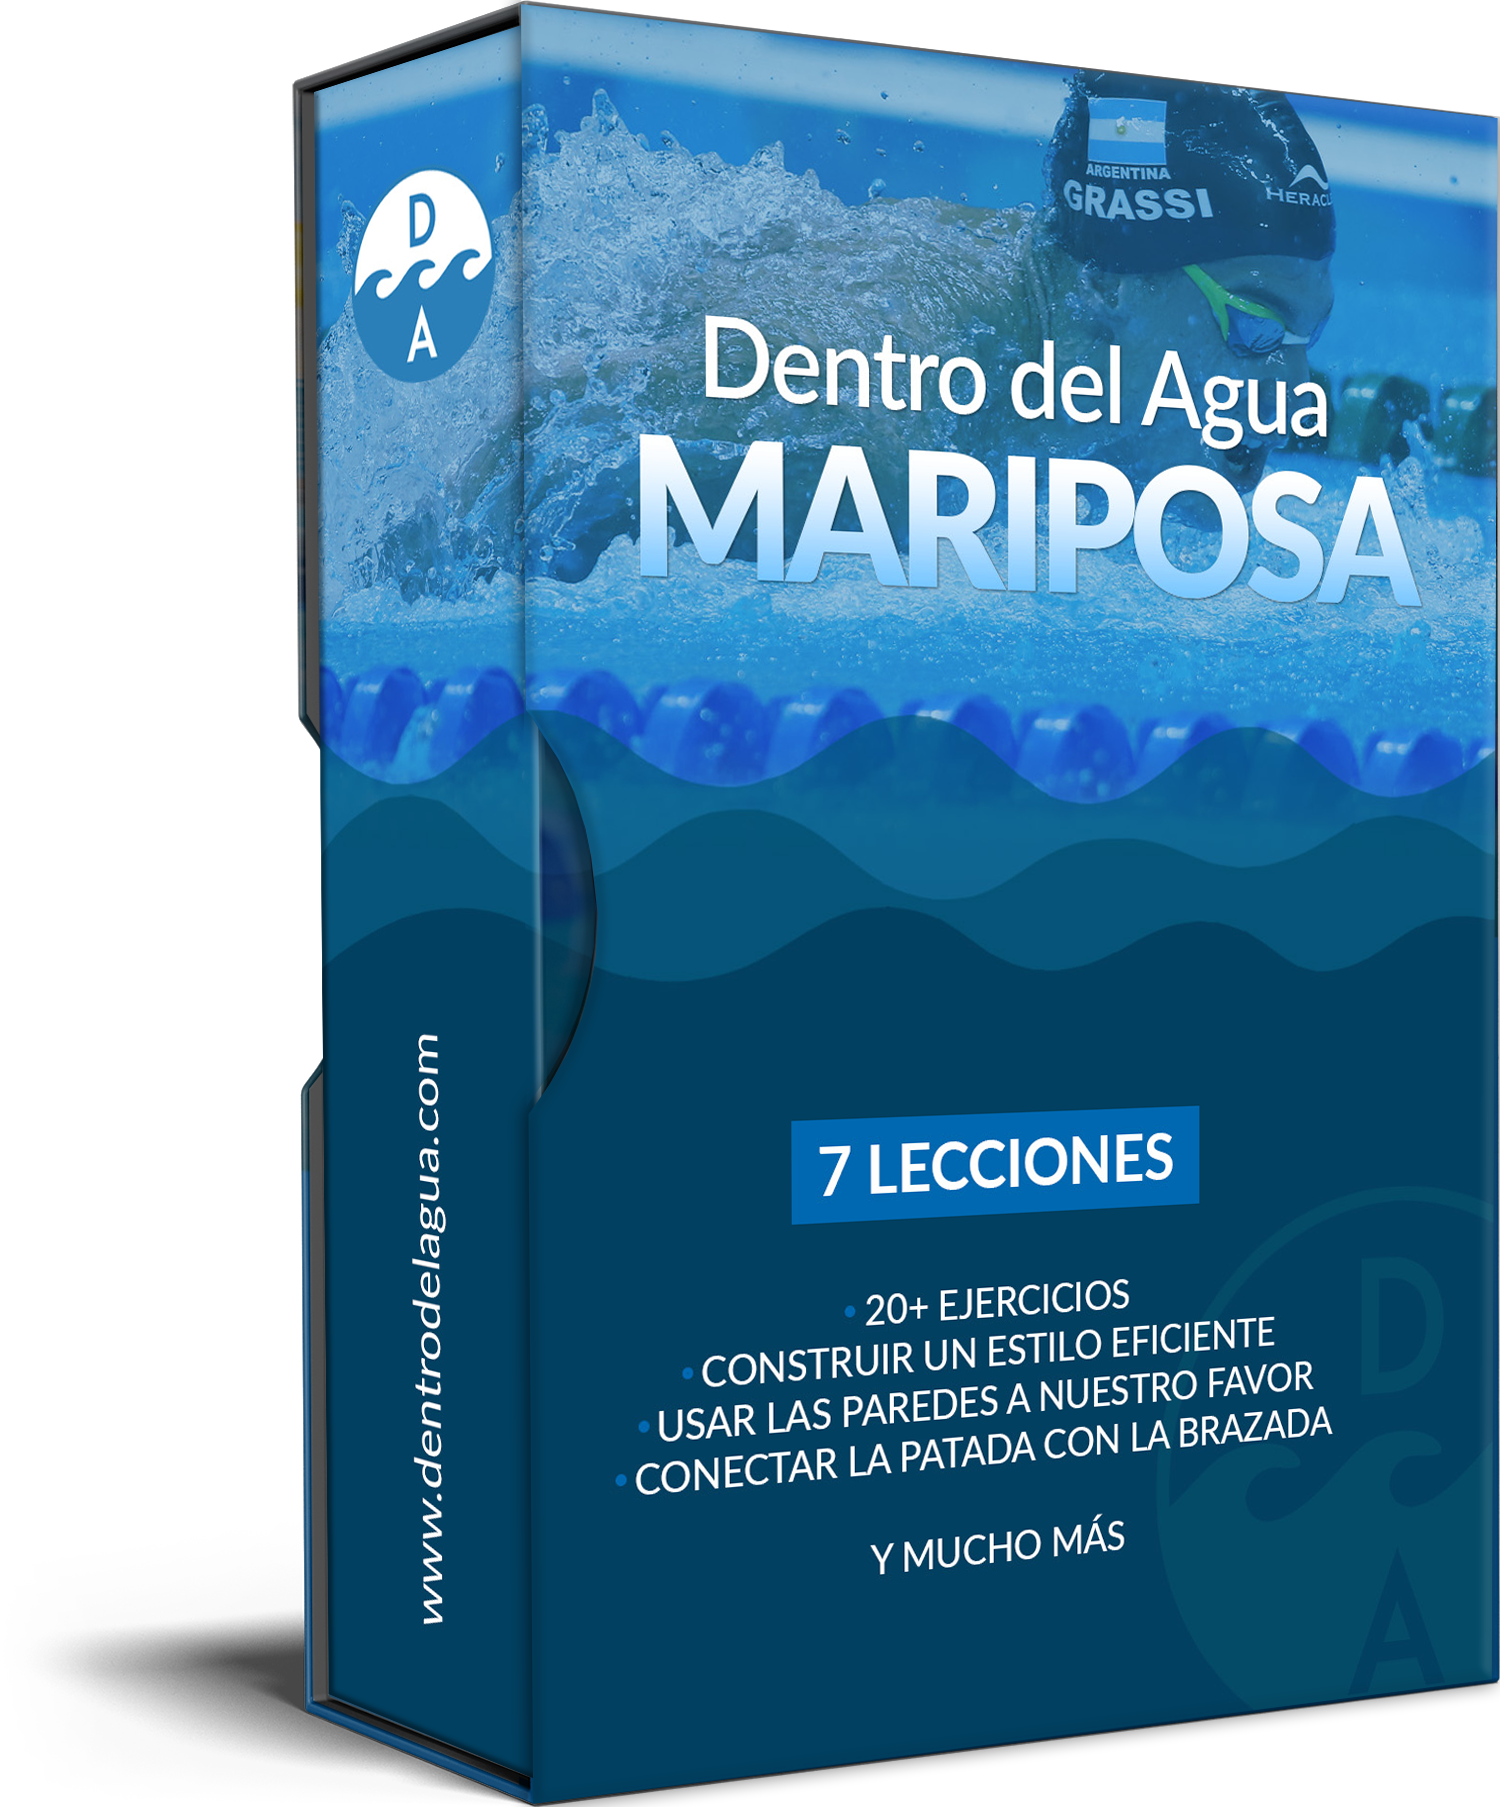 D
A
www.dentrodelagua.com
ARGENTINA
GRASSI
Dentro del Agua
MARIPOSA
7 LECCIONES
• 20+ EJERCICIOS
• CONSTRUIR UN ESTILO EFICIENTE
• USAR LAS PAREDES A NUESTRO FAVOR
• CONECTAR LA PATADA CON LA BRAZADA
Y MUCHO MÁS
D
A